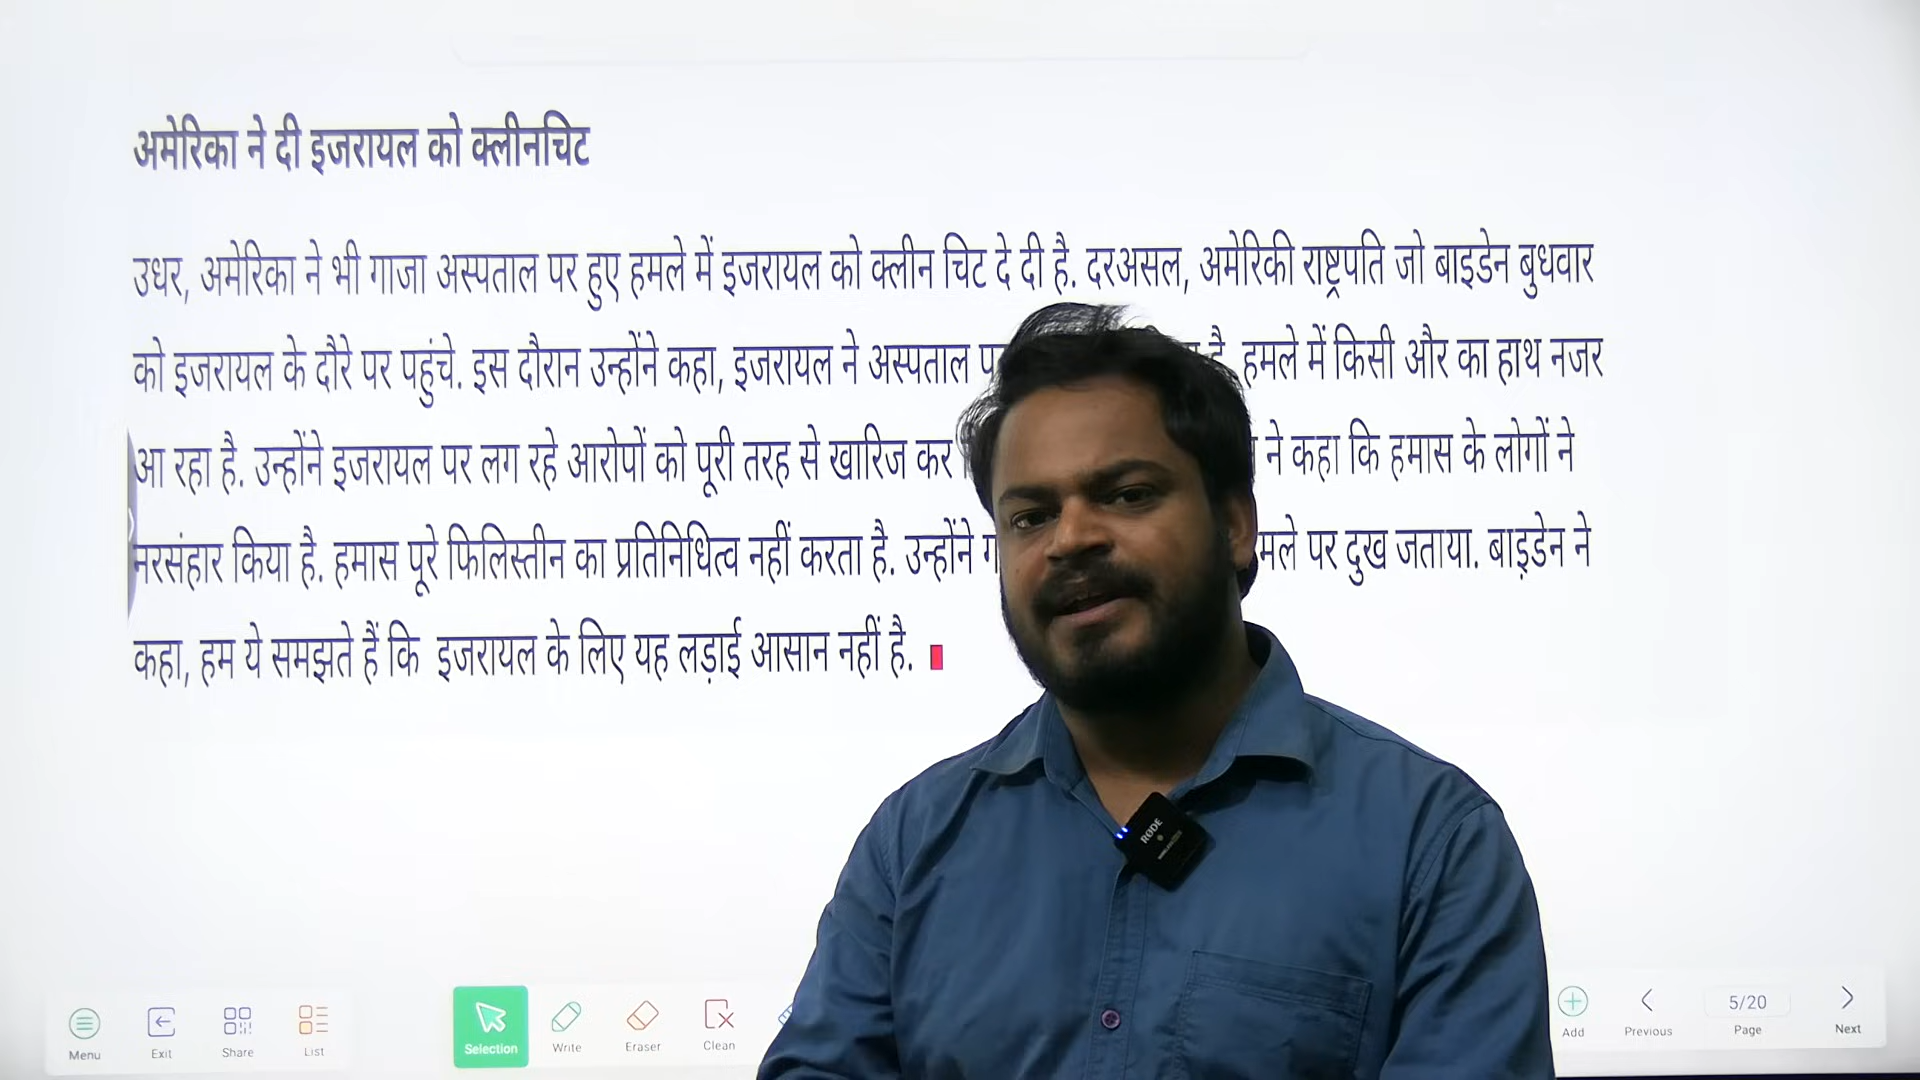 अमेरिका ने दी इजरायल को क्लीनचिट
उधर, अमेरिका ने भी गाजा अस्पताल पर हुए हमले में इजरायल को क्लीन चिट दे दी है. दरअसल, अमेरिकी राष्ट्रपति जो बाइडेन बुधवार
को इजरायल के दौरे पर पहुंचे. इस दौरान उन्होंने कहा, इजरायल ने अस्पताल है. हमले में किसी और का हाथ नजर
आ रहा है. उन्होंने इजरायल पर लग रहे आरोपों को पूरी तरह से खारिज कर ने कहा कि हमास के लोगों ने
नरसंहार किया है. हमास पूरे फिलिस्तीन का प्रतिनिधित्व नहीं करता है. उन्होंने पर दुख जताया. बाइडेन ने
कहा, हम ये समझते हैं कि इजरायल के लिए यह लड़ाई आसान नहीं है.
RØDE
Menu Exit Share List Selection Write Eraser Clean Add Previous 5/20 Page Next